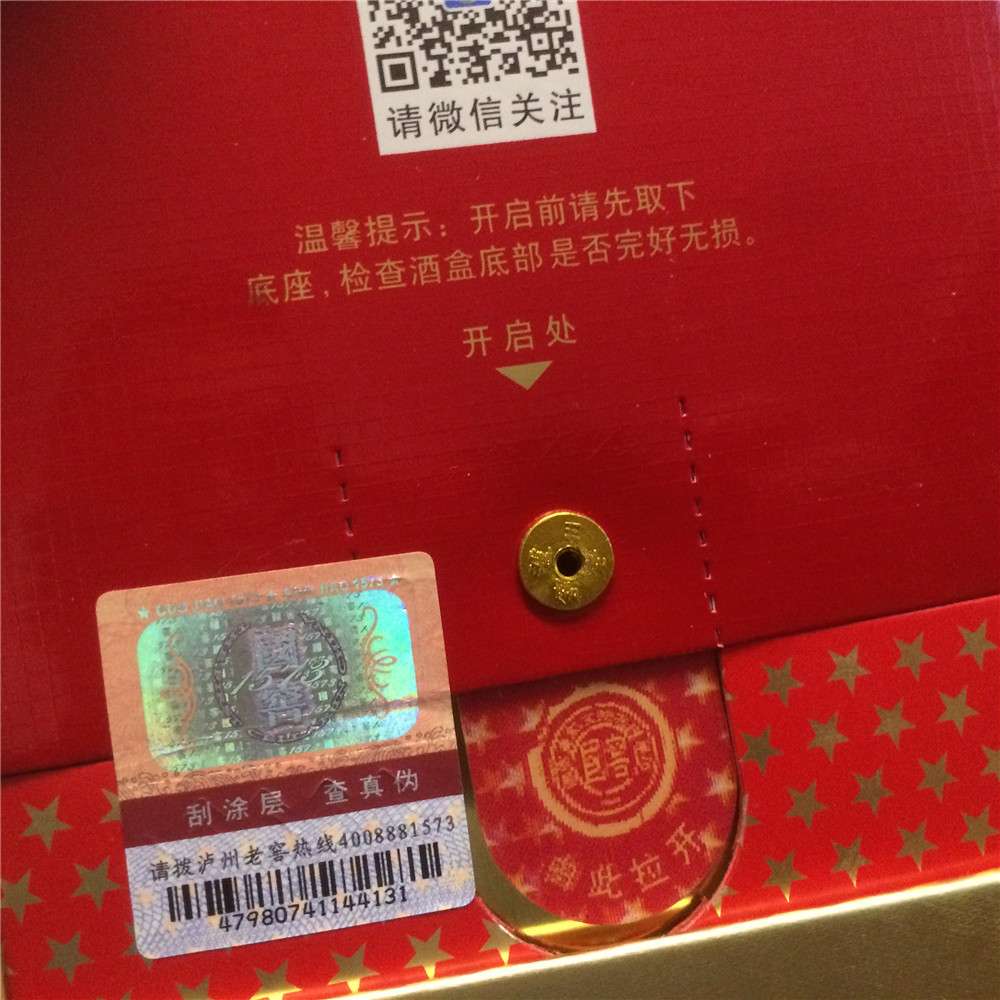 请微信关注
温馨提示：开启前请先取下
底座，检查酒盒底部是否完好无损。
开启处
1573
國窖
1573
刮涂层 查真伪
请拨泸州老窖热线4008881573
47980741144131
此拉开